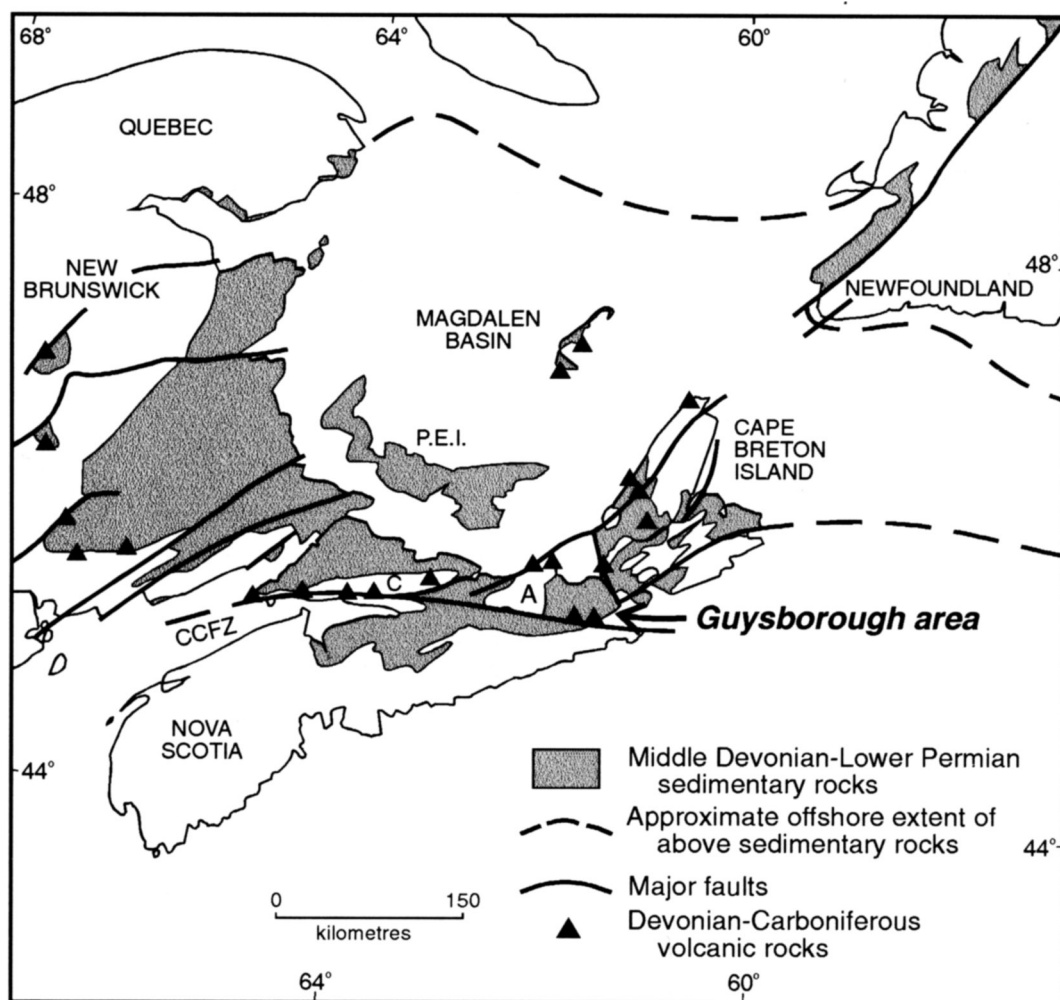 68°
64°
60°
QUEBEC
48°
NEW
BRUNSWICK
48°
NEWFOUNDLAND
MAGDALEN
BASIN
P.E.I.
CAPE
BRETON
ISLAND
C
A
CCFZ
Guysborough area
NOVA
SCOTIA
44°
Middle Devonian-Lower Permian
sedimentary rocks
Approximate offshore extent of
above sedimentary rocks
44°
Major faults
0 150
kilometres
Devonian-Carboniferous
volcanic rocks
64°
60°